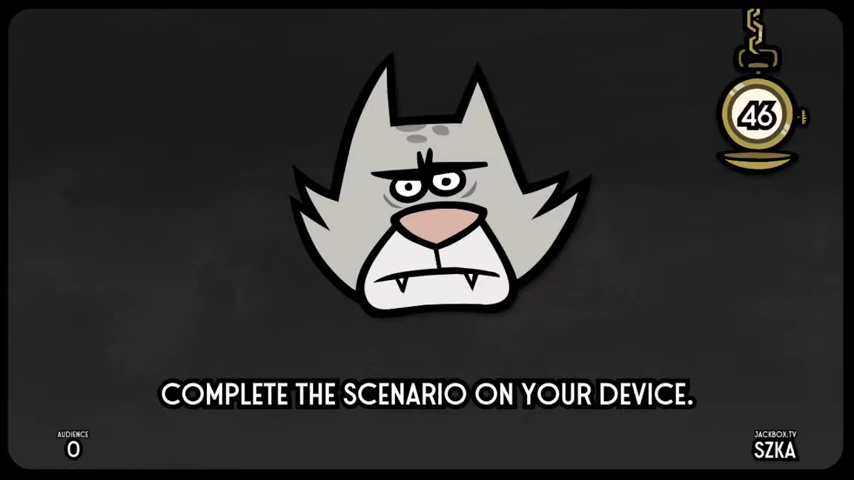 46
COMPLETE THE SCENARIO ON YOUR DEVICE.
AUDIENCE
0
JACKBOX.TV
SZKA